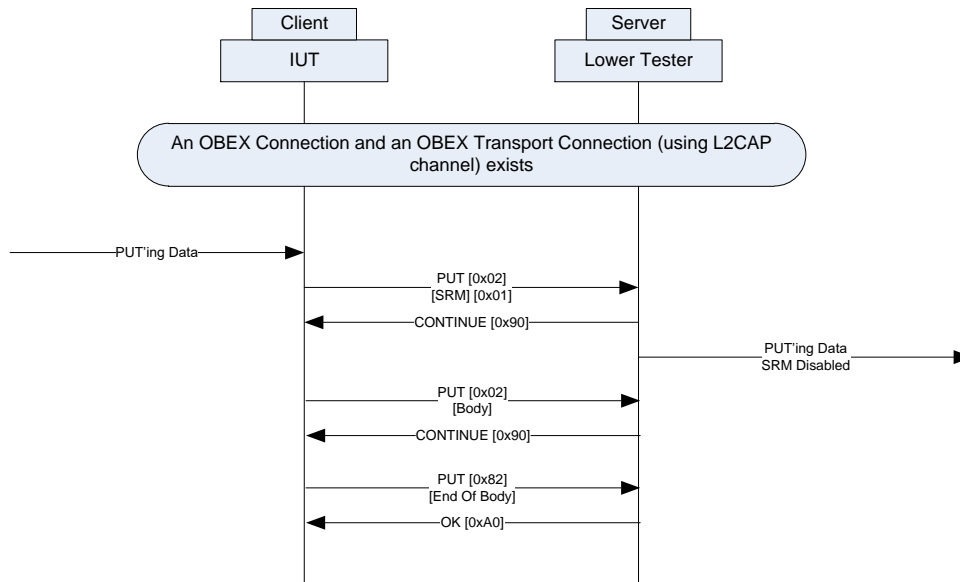 Client
Server
IUT
Lower Tester
An OBEX Connection and an OBEX Transport Connection (using L2CAP
channel) exists
PUT'ing Data
PUT [0x02]
[SRM] [0x01]
CONTINUE [0x90]
PUT'ing Data
SRM Disabled
PUT [0x02]
[Body]
CONTINUE [0x90]
PUT [0x82]
[End Of Body]
OK [0xA0]